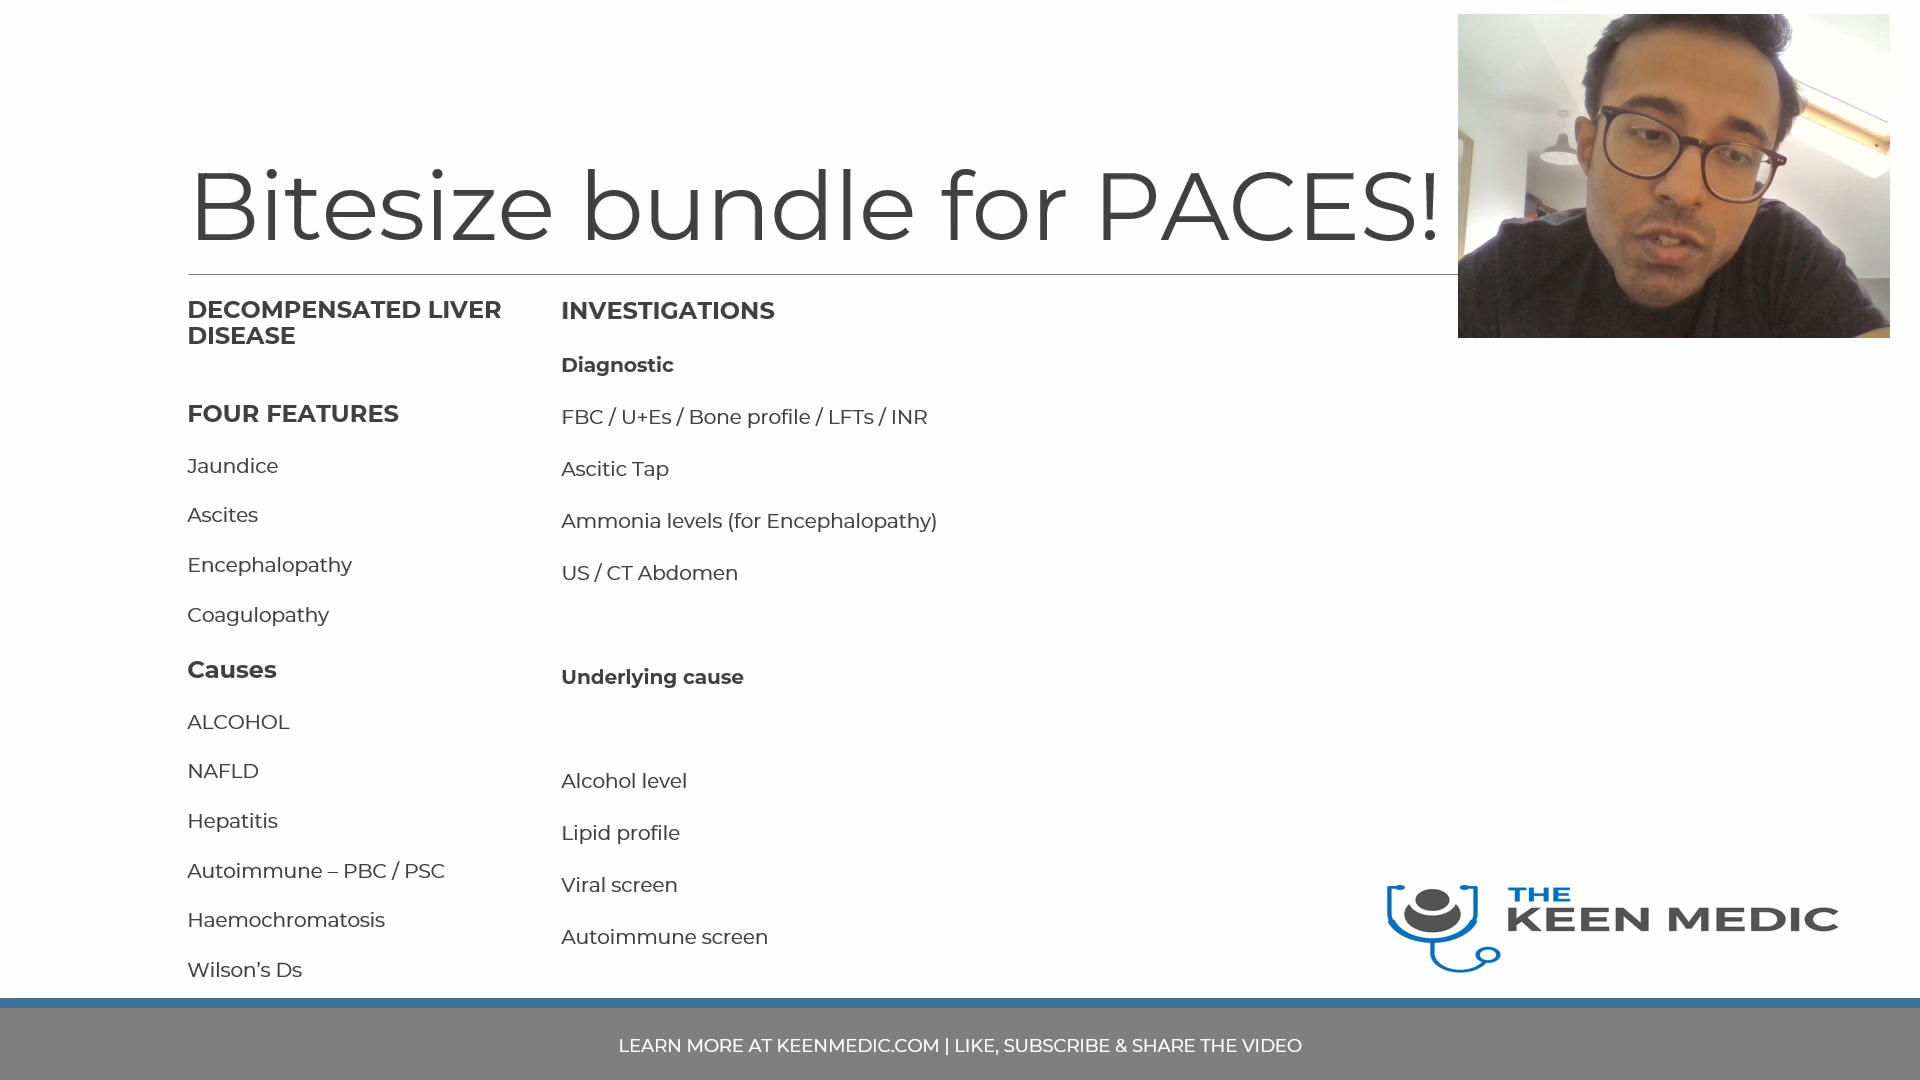 Bitesize bundle for PACES!
DECOMPENSATED LIVER
DISEASE
FOUR FEATURES
Jaundice
Ascites
Encephalopathy
Coagulopathy
Causes
ALCOHOL
NAFLD
Hepatitis
Autoimmune – PBC / PSC
Haemochromatosis
Wilson’s Ds
INVESTIGATIONS
Diagnostic
FBC / U+Es / Bone profile / LFTs / INR
Ascitic Tap
Ammonia levels (for Encephalopathy)
US / CT Abdomen
Underlying cause
Alcohol level
Lipid profile
Viral screen
Autoimmune screen
THE
KEEN MEDIC
LEARN MORE AT KEENMEDIC.COM | LIKE, SUBSCRIBE & SHARE THE VIDEO